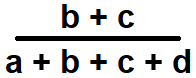 b + c
a + b + c + d